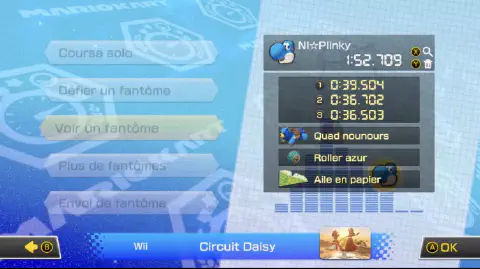 Course solo
Défier un fantôme
Voir un fantôme
Plus de fantômes
Envoi de fantôme
NI☆Plinky
1:52.709
X
Y
1 0:39.504
2 0:36.702
3 0:36.503
Quad nounours
Roller azur
Aile en papier
MARIOKART
B
Wii Circuit Daisy
A OK